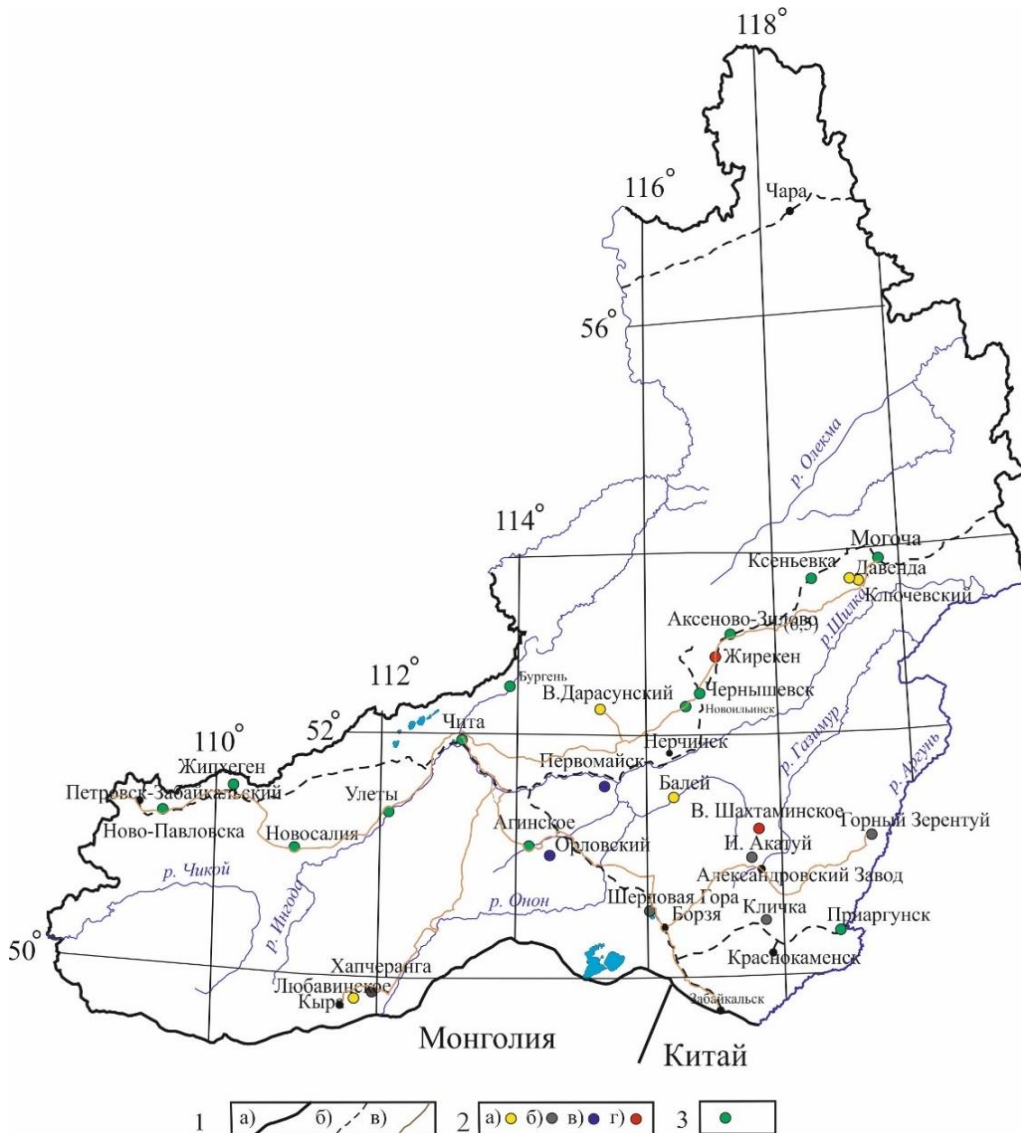 118°
116°
Чара
56°
р. Олекма
114°
Могоча
Ксеньевка
Давенда
Ключевский
Аксеново-Зилово
(0,5)
р.Шилка
Жирекен
Бургень
112°
В.Дарасунский
Чернышевск
Новоильинск
Чита
52°
110°
Нерчинск
р. Газимур
р. Аргунь
Жипхеген
Первомайск
Петровск-Забайкальский
Балей
Улеты
Ново-Павловска
В. Шахтаминское
Горный Зерентуй
Новосалия
Агинское
Орловский
И. Акатуй
р. Чикой
Александровский Завод
р. Ингода
р. Онон
Шерловая Гора
Борзя
Кличка
Приаргунск
50°
Краснокаменск
Хапчеранга
Любавинское
Кыра
Забайкальск
Монголия
Китай
1 а) б) в) 2 а) б) в) г) 3